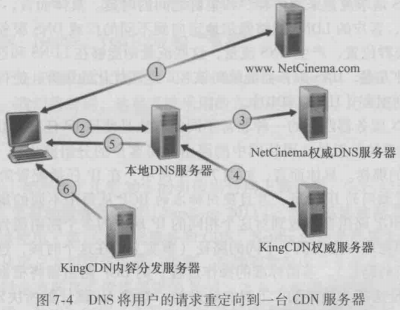 ①
www. NetCinema.com
②
③
⑤
本地DNS服务器
NetCinema权威DNS服务器
④
⑥
KingCDN权威服务器
KingCDN内容分发服务器
图 7-4 DNS 将用户的请求重定向到一台 CDN 服务器